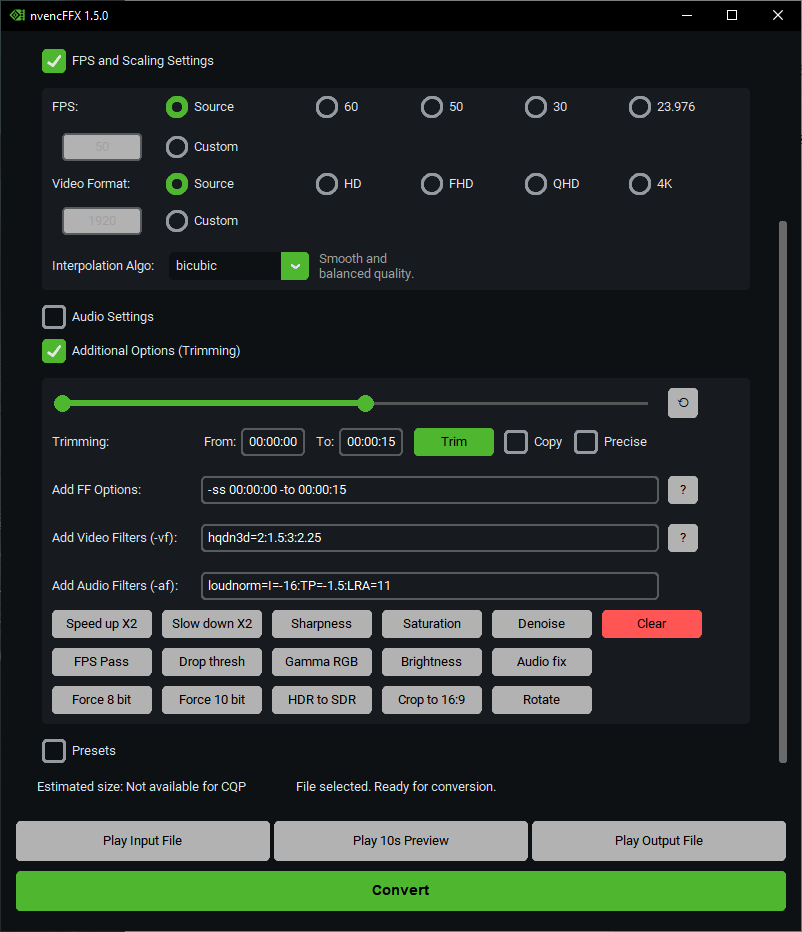 nvencFFX 1.5.0
FPS and Scaling Settings
FPS: Source 60 50 30 23.976
50 Custom
Video Format: Source HD FHD QHD 4K
1920 Custom
Interpolation Algo: bicubic Smooth and
balanced quality.
Audio Settings
Additional Options (Trimming)
Trimming: From: 00:00:00 To: 00:00:15 Trim Copy Precise
Add FF Options: -ss 00:00:00 -to 00:00:15 ?
Add Video Filters (-vf): hqdn3d=2:1.5:3:2.25 ?
Add Audio Filters (-af): loudnorm=I=-16:TP=-1.5:LRA=11
Speed up X2 Slow down X2 Sharpness Saturation Denoise Clear
FPS Pass Drop thresh Gamma RGB Brightness Audio fix
Force 8 bit Force 10 bit HDR to SDR Crop to 16:9 Rotate
Presets
Estimated size: Not available for CQP File selected. Ready for conversion.
Play Input File Play 10s Preview Play Output File
Convert